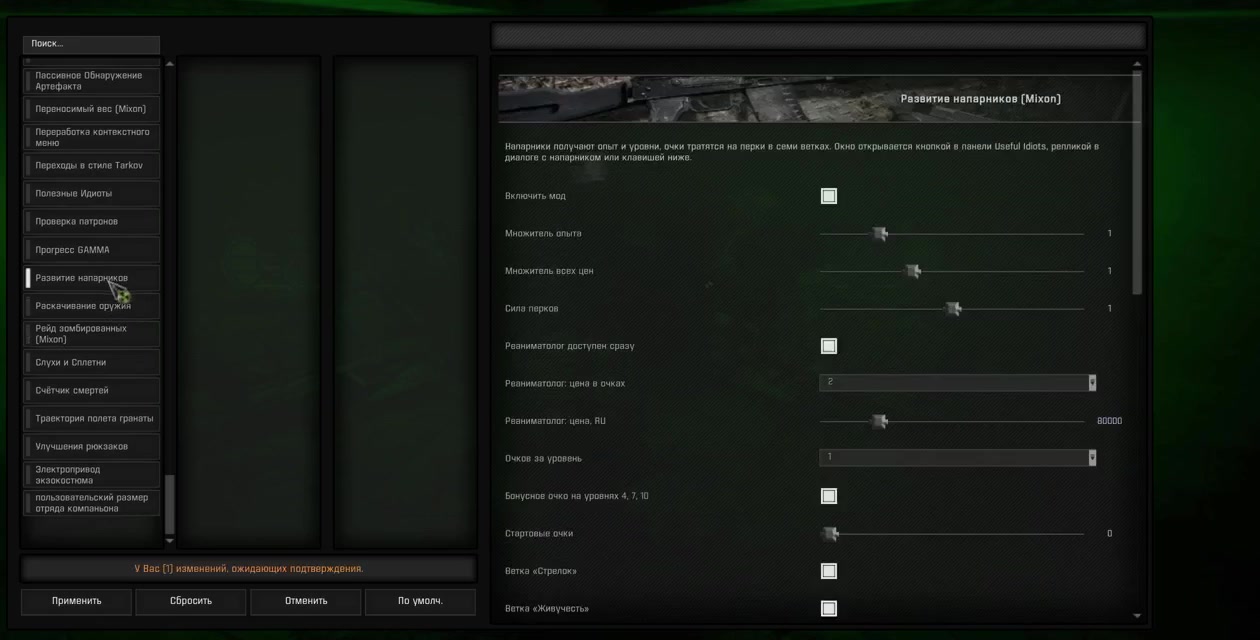 Поиск...
Пассивное Обнаружение
Артефакта
Переносимый вес (Mixon)
Переработка контекстного
меню
Переходы в стиле Tarkov
Полезные Идиоты
Проверка патронов
Прогресс GAMMA
Развитие напарников
Раскачивание оружия
Рейд зомбированных
(Mixon)
Слухи и Сплетни
Счётчик смертей
Траектория полета гранаты
Улучшения рюкзаков
Электропривод
экзокостюма
пользовательский размер
отряда компаньона
У Вас (1) изменений, ожидающих подтверждения.
Применить
Сбросить
Отменить
По умолч.
Развитие напарников (Mixon)
Напарники получают опыт и уровни, очки тратятся на перки в семи ветках. Окно открывается кнопкой в панели Useful Idiots, репликой в
диалоге с напарником или клавишей ниже.
Включить мод
Множитель опыта 1
Множитель всех цен 1
Сила перков 1
Реаниматолог доступен сразу
Реаниматолог: цена в очках 2
Реаниматолог: цена, RU 80000
Очков за уровень 1
Бонусное очко на уровнях 4, 7, 10
Стартовые очки 0
Ветка «Стрелок»
Ветка «Живучесть»